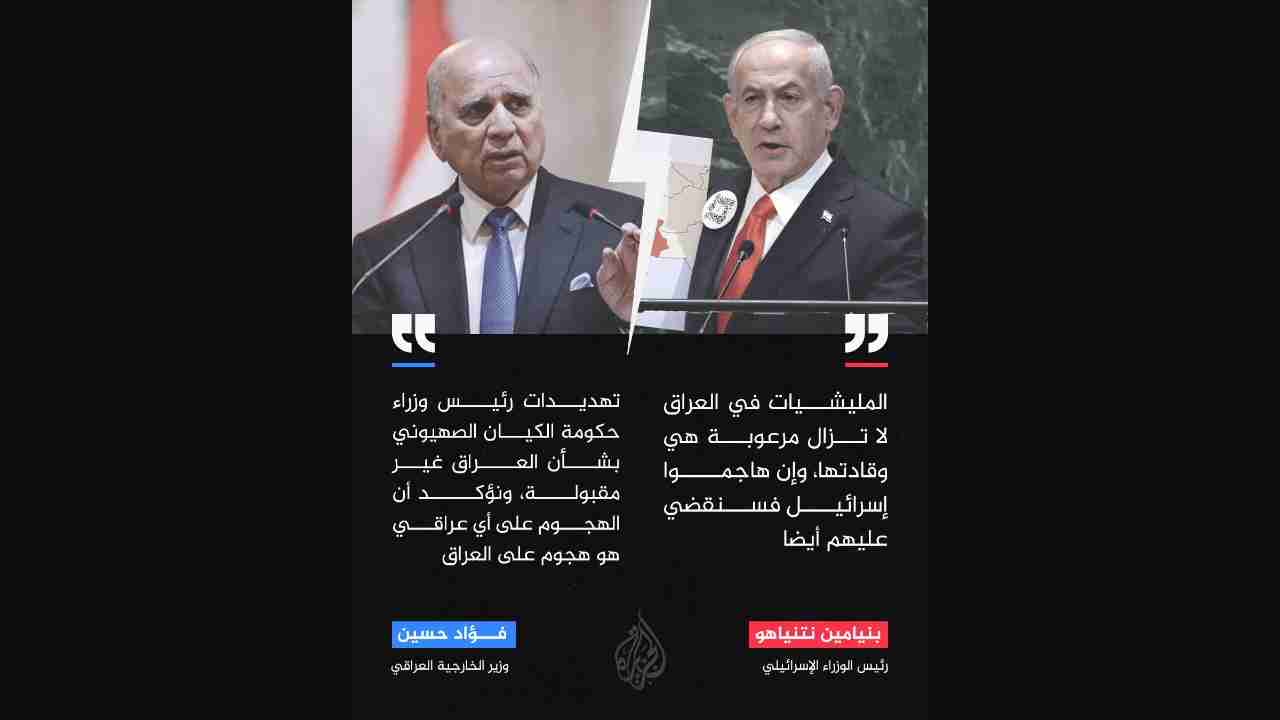 المليشيات في العراق
لا تزال مرعوبة هي
وقادتها، وإن هاجموا
إسرائيل فسنقضي
عليهم أيضا
بنيامين نتنياهو
رئيس الوزراء الإسرائيلي
تهديدات رئيس وزراء
حكومة الكيان الصهيوني
بشأن العراق غير
مقبولة، ونؤكد أن
الهجوم على أي عراقي
هو هجوم على العراق
فؤاد حسين
وزير الخارجية العراقي
الجزيرة